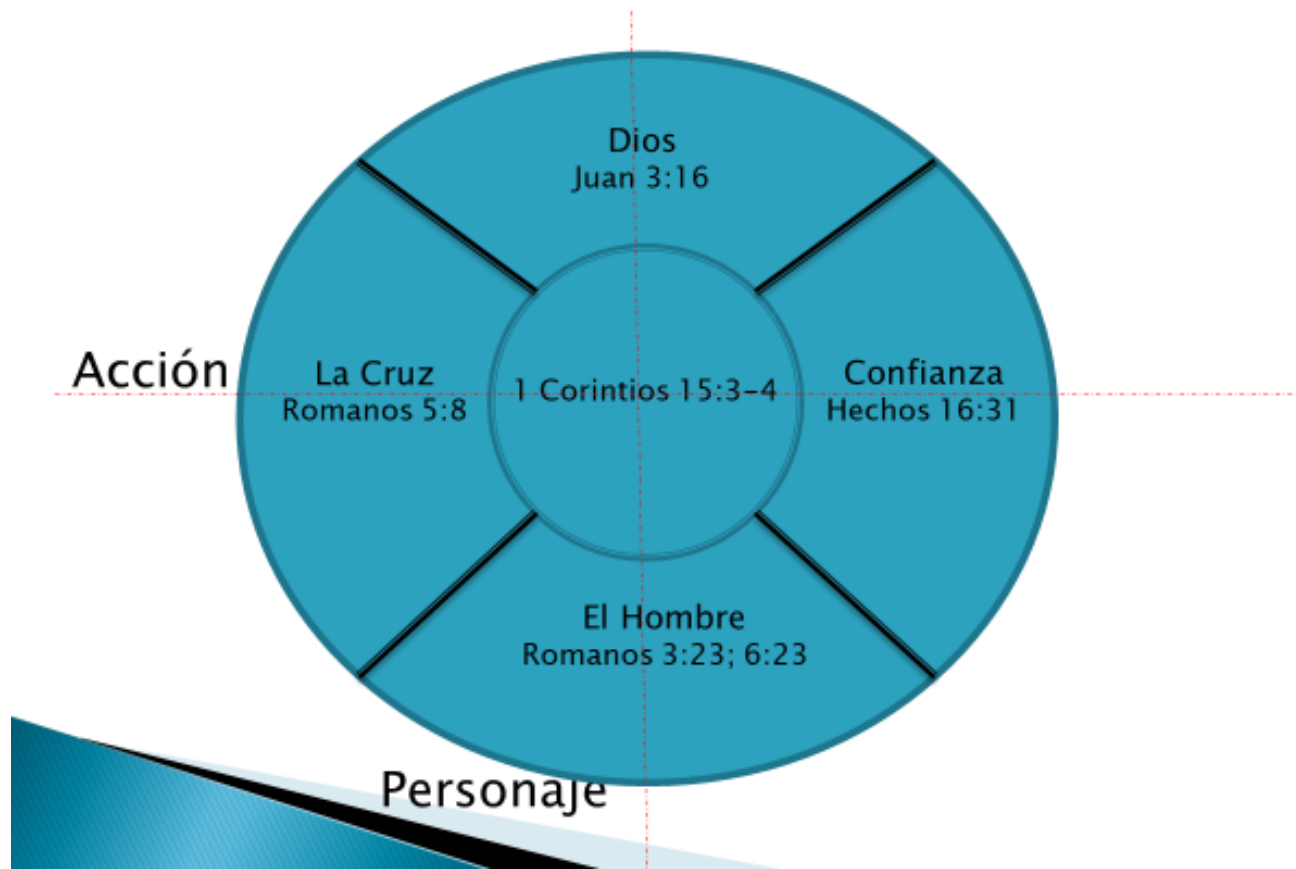 Dios
Juan 3:16
Acción
La Cruz
Romanos 5:8
1 Corintios 15:3-4
Confianza
Hechos 16:31
El Hombre
Romanos 3:23; 6:23
Personaje